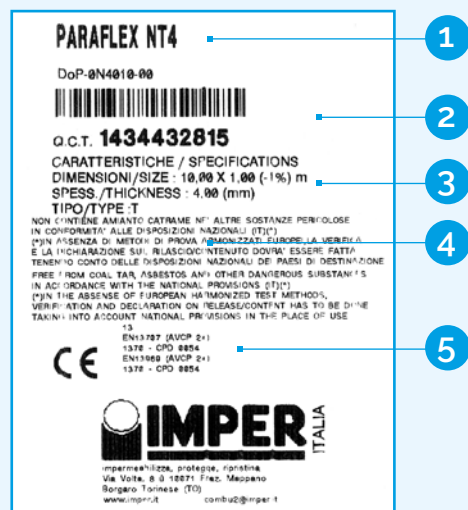 PARAFLEX NT4
1
DoP-0N4010-00
2
Q.C.T. 1434432815
CARATTERISTICHE / SPECIFICATIONS
DIMENSIONI/SIZE : 10,00 X 1,00 (-1%) m
3
SPESS./THICKNESS : 4.00 (mm)
TIPO/TYPE :T
NON CONTIENE AMIANTO CATRAME NE' ALTRE SOSTANZE PERICOLOSE
IN CONFORMITA' ALLE DISPOSIZIONI NAZIONALI (IT)(*)
(*)IN ASSENZA DI METODI DI PROVA ARMONIZZATI EUROPEI LA VERIFICA
4
E LA DICHIARAZIONE SUL RILASCIO/CONTENUTO DOVRA' ESSERE FATTA
TENENDO CONTO DELLE DISPOSIZIONI NAZIONALI DEI PAESI DI DESTINAZIONE
FREE FROM COAL TAR, ASBESTOS AND OTHER DANGEROUS SUBSTANCES
IN ACCORDANCE WITH THE NATIONAL PROVISIONS (IT)(*)
(*)IN THE ABSENSE OF EUROPEAN HARMONIZED TEST METHODS,
VERIFICATION AND DECLARATION ON RELEASE/CONTENT HAS TO BE DONE
TAKING INTO ACCOUNT NATIONAL PROVISIONS IN THE PLACE OF USE
CE
13
EN13707 (AVCP 2+)
1370 - CPD 0054
EN13969 (AVCP 2+)
1370 - CPD 0054
5
IMPER
ITALIA
impermeabilizza, protegge, ripristina
Via Volta, 8 10071 Fraz. Mappano
Borgaro Torinese (TO)
www.imper.it